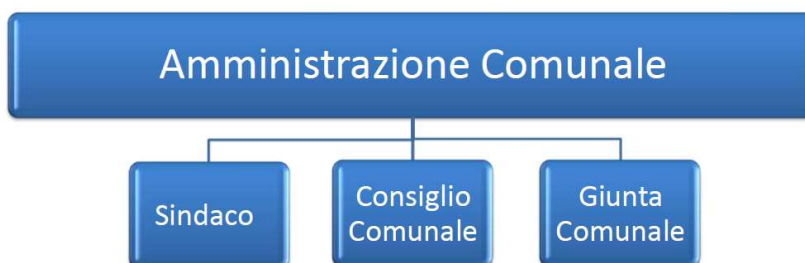 Amministrazione Comunale
Sindaco
Consiglio
Comunale
Giunta
Comunale